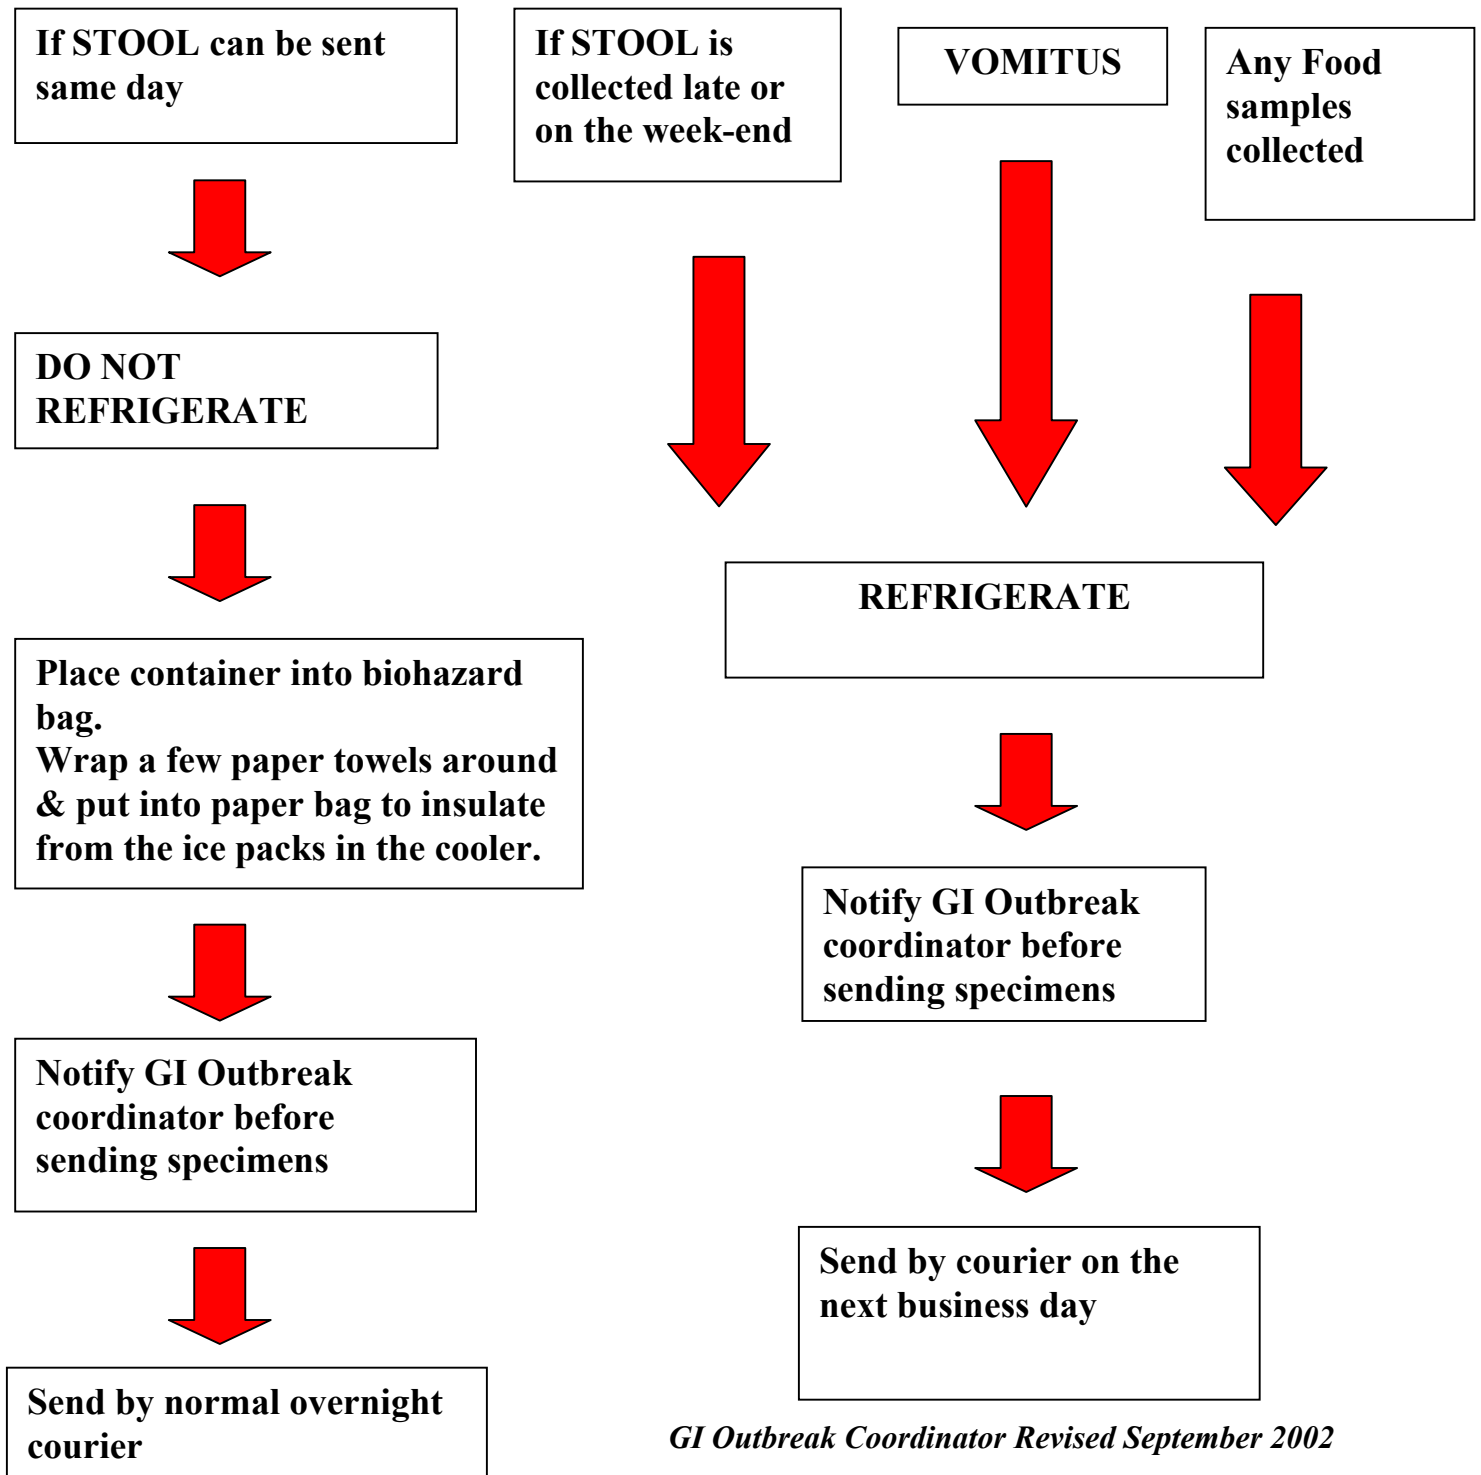 If STOOL can be sent
same day
If STOOL is
collected late or
on the week-end
VOMITUS
Any Food
samples
collected
DO NOT
REFRIGERATE
REFRIGERATE
Place container into biohazard
bag.
Wrap a few paper towels around
& put into paper bag to insulate
from the ice packs in the cooler.
Notify GI Outbreak
coordinator before
sending specimens
Notify GI Outbreak
coordinator before
sending specimens
Send by courier on the
next business day
Send by normal overnight
courier
GI Outbreak Coordinator Revised September 2002